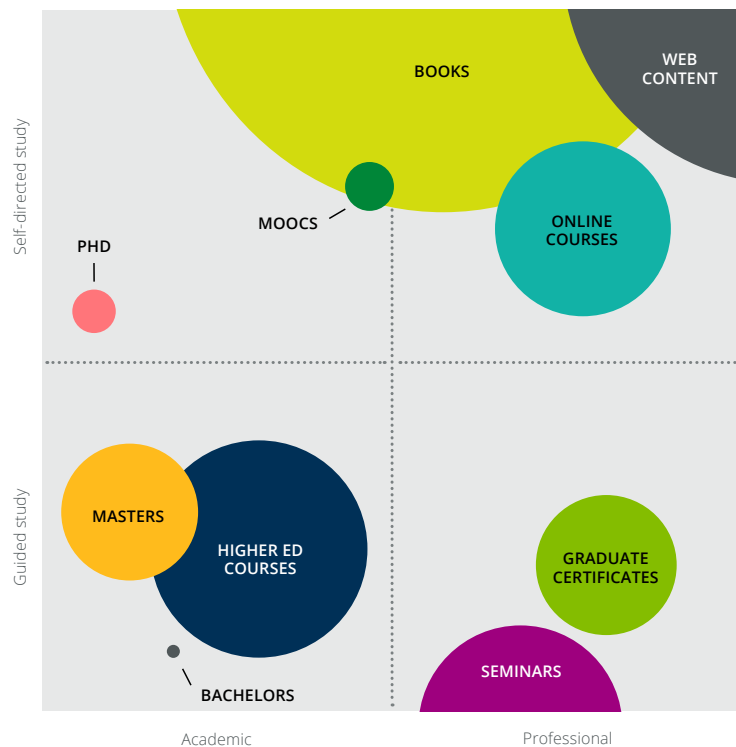 BOOKS
WEB
CONTENT
Self-directed study
MOOCS
ONLINE
COURSES
PHD
MASTERS
HIGHER ED
COURSES
Guided study
GRADUATE
CERTIFICATES
SEMINARS
BACHELORS
Academic
Professional